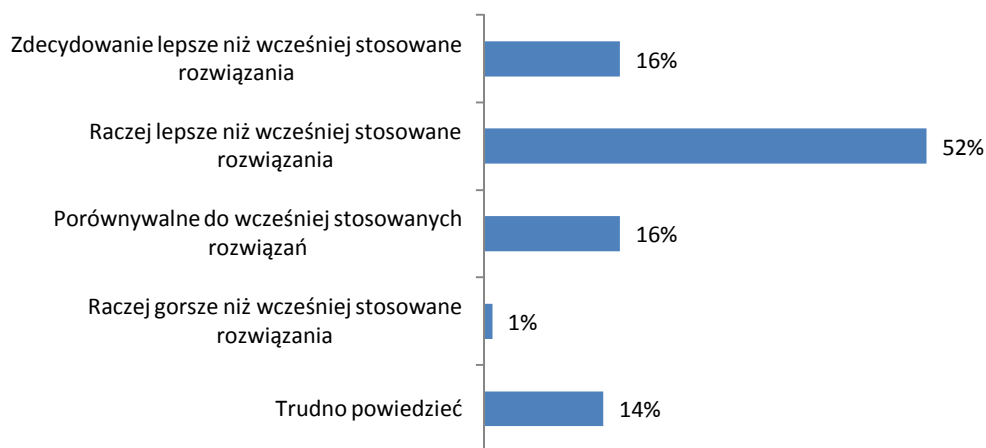 Zdecydowanie lepsze niż wcześniej stosowane
rozwiązania
16%
Raczej lepsze niż wcześniej stosowane
rozwiązania
52%
Porównywalne do wcześniej stosowanych
rozwiązań
16%
Raczej gorsze niż wcześniej stosowane
rozwiązania
1%
Trudno powiedzieć
14%